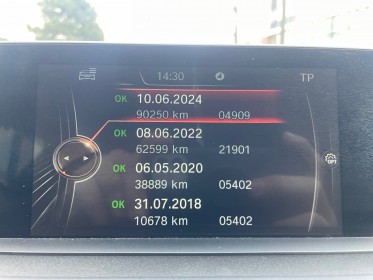 14:30 TP
OK 10.06.2024
90250 km 04909
OK 08.06.2022
62599 km 21901
OK 06.05.2020
38889 km 05402
OPT
OK 31.07.2018
10678 km 05402